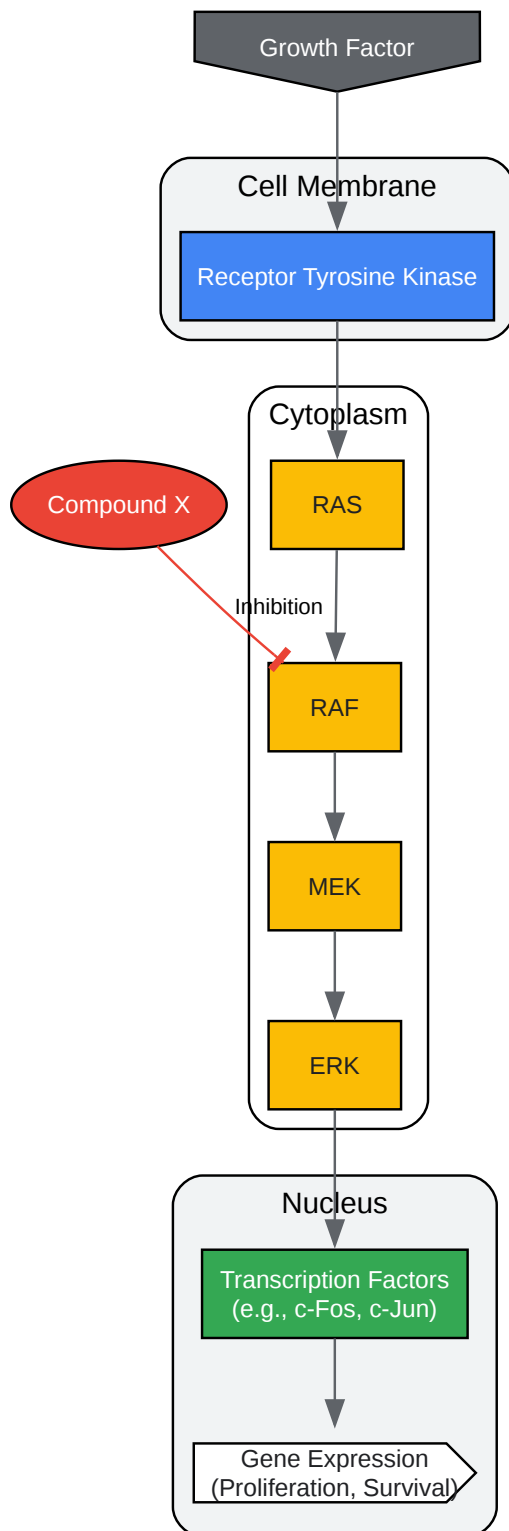 Growth Factor
Cell Membrane
Receptor Tyrosine Kinase
Cytoplasm
RAS
Compound X
Inhibition
RAF
MEK
ERK
Nucleus
Transcription Factors
(e.g., c-Fos, c-Jun)
Gene Expression
(Proliferation, Survival)